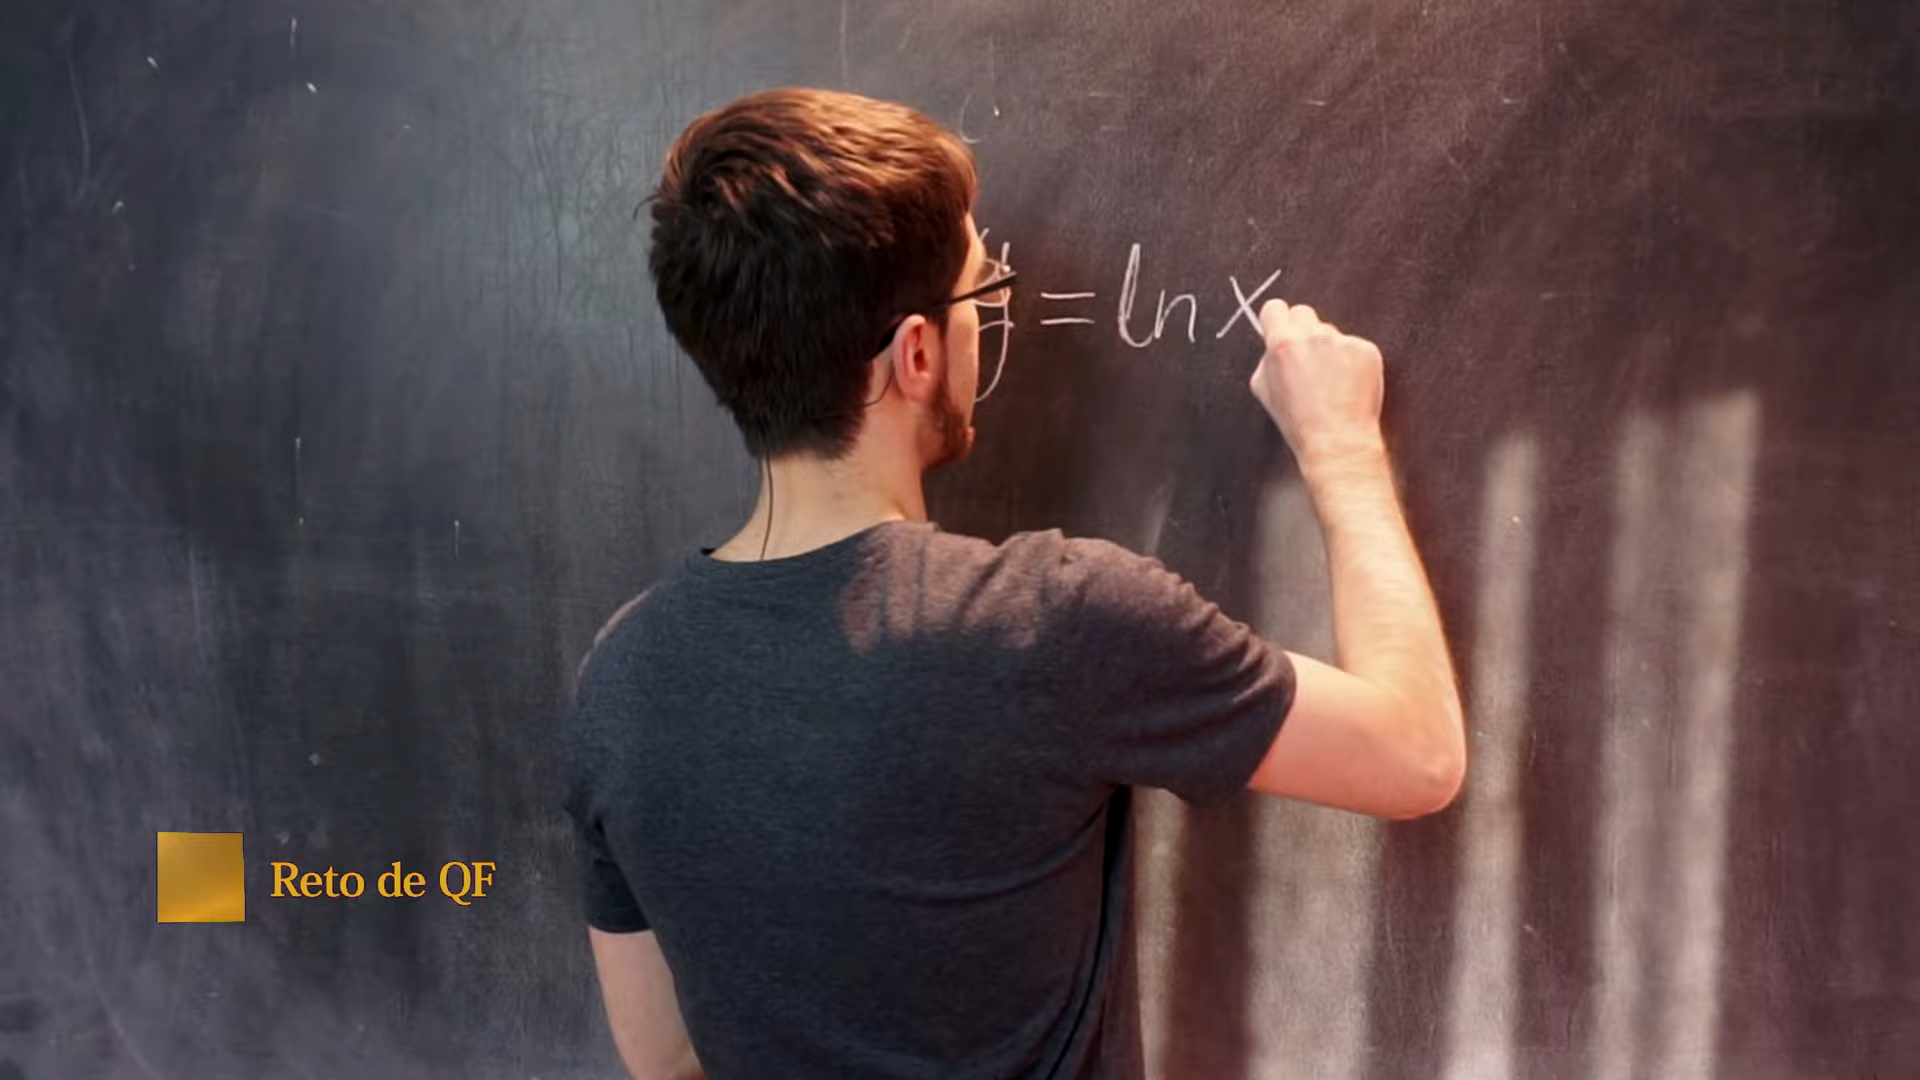 y = ln x
Reto de QF